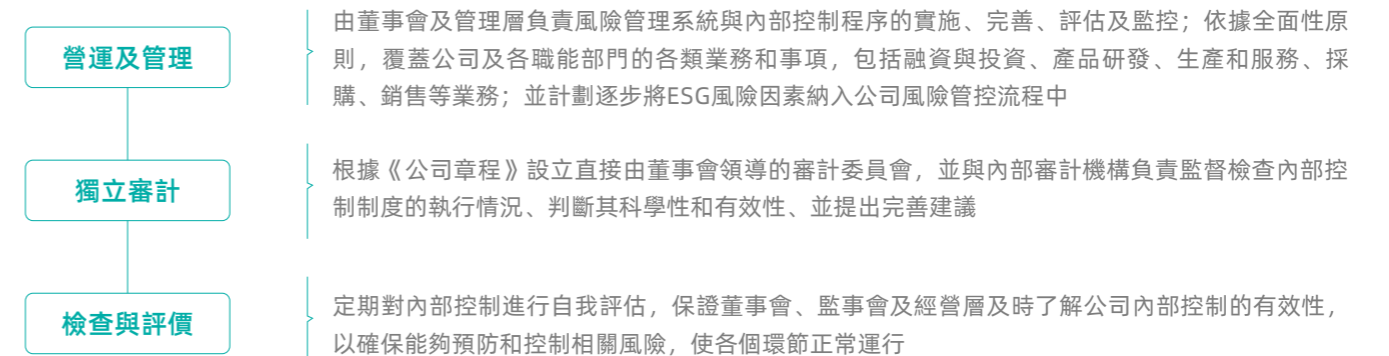 營運及管理
由董事會及管理層負責風險管理系統與內部控制程序的實施、完善、評估及監控；依據全面性原
則，覆蓋公司及各職能部門的各類業務和事項，包括融資與投資、產品研發、生產和服務、採
購、銷售等業務；並計劃逐步將ESG風險因素納入公司風險管控流程中
獨立審計
根據《公司章程》設立直接由董事會領導的審計委員會，並與內部審計機構負責監督檢查內部控
制制度的執行情況、判斷其科學性和有效性、並提出完善建議
檢查與評價
定期對內部控制進行自我評估，保證董事會、監事會及經營層及時了解公司內部控制的有效性，
以確保能夠預防和控制相關風險，使各個環節正常運行